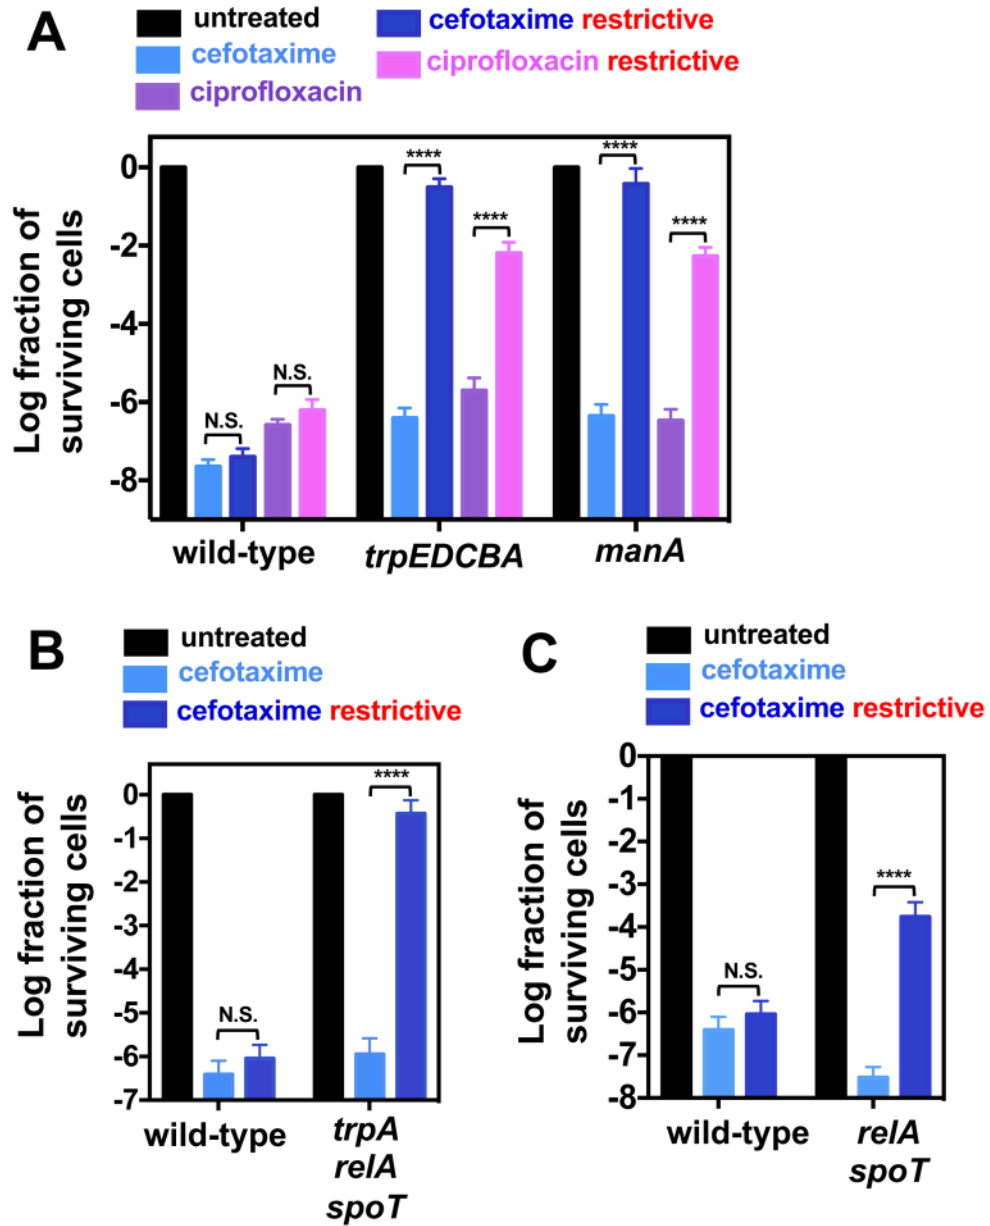 A
untreated
cefotaxime
ciprofloxacin
cefotaxime restrictive
ciprofloxacin restrictive
Log fraction of
surviving cells
0
-2
-4
-6
-8
N.S.
N.S.
****
****
****
****
wild-type
trpEDCBA
manA
B
untreated
cefotaxime
cefotaxime restrictive
Log fraction of
surviving cells
0
-1
-2
-3
-4
-5
-6
-7
N.S.
****
wild-type
trpA
relA
spoT
C
untreated
cefotaxime
cefotaxime restrictive
Log fraction of
surviving cells
0
-1
-2
-3
-4
-5
-6
-7
-8
N.S.
****
wild-type
relA
spoT